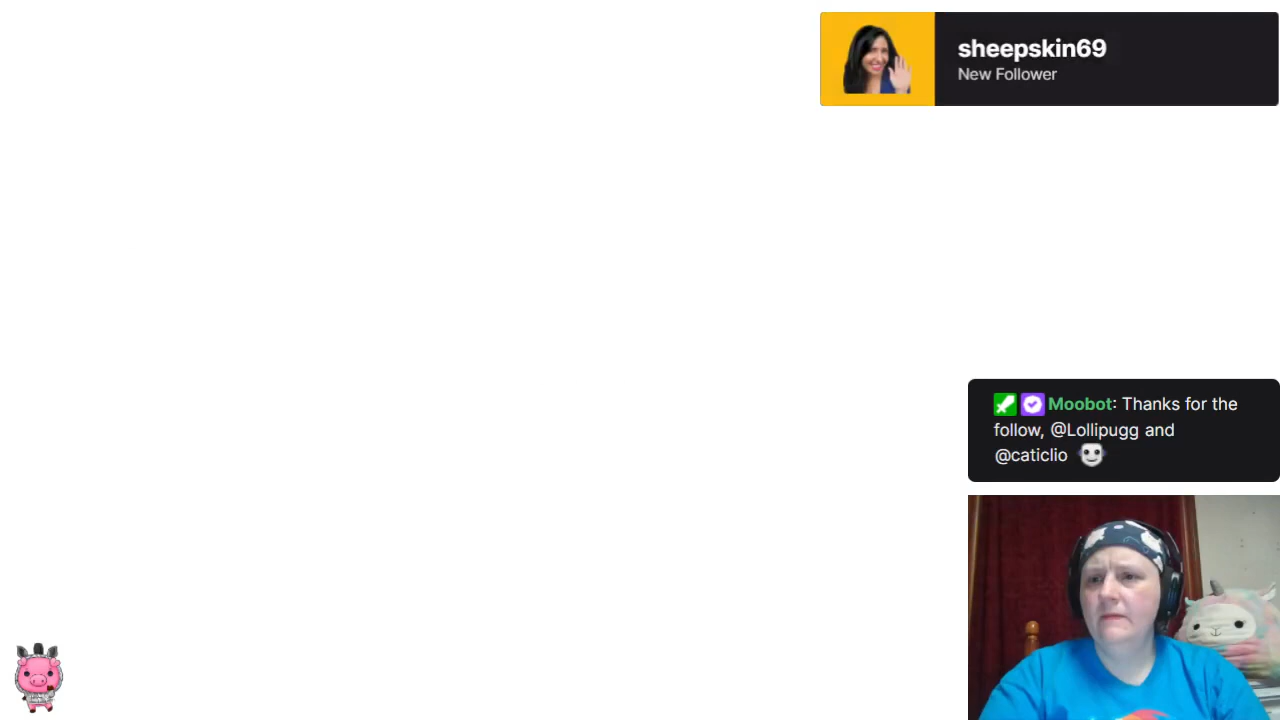 sheepskin69
New Follower
Moobot: Thanks for the
follow, @Lollipugg and
@caticlio